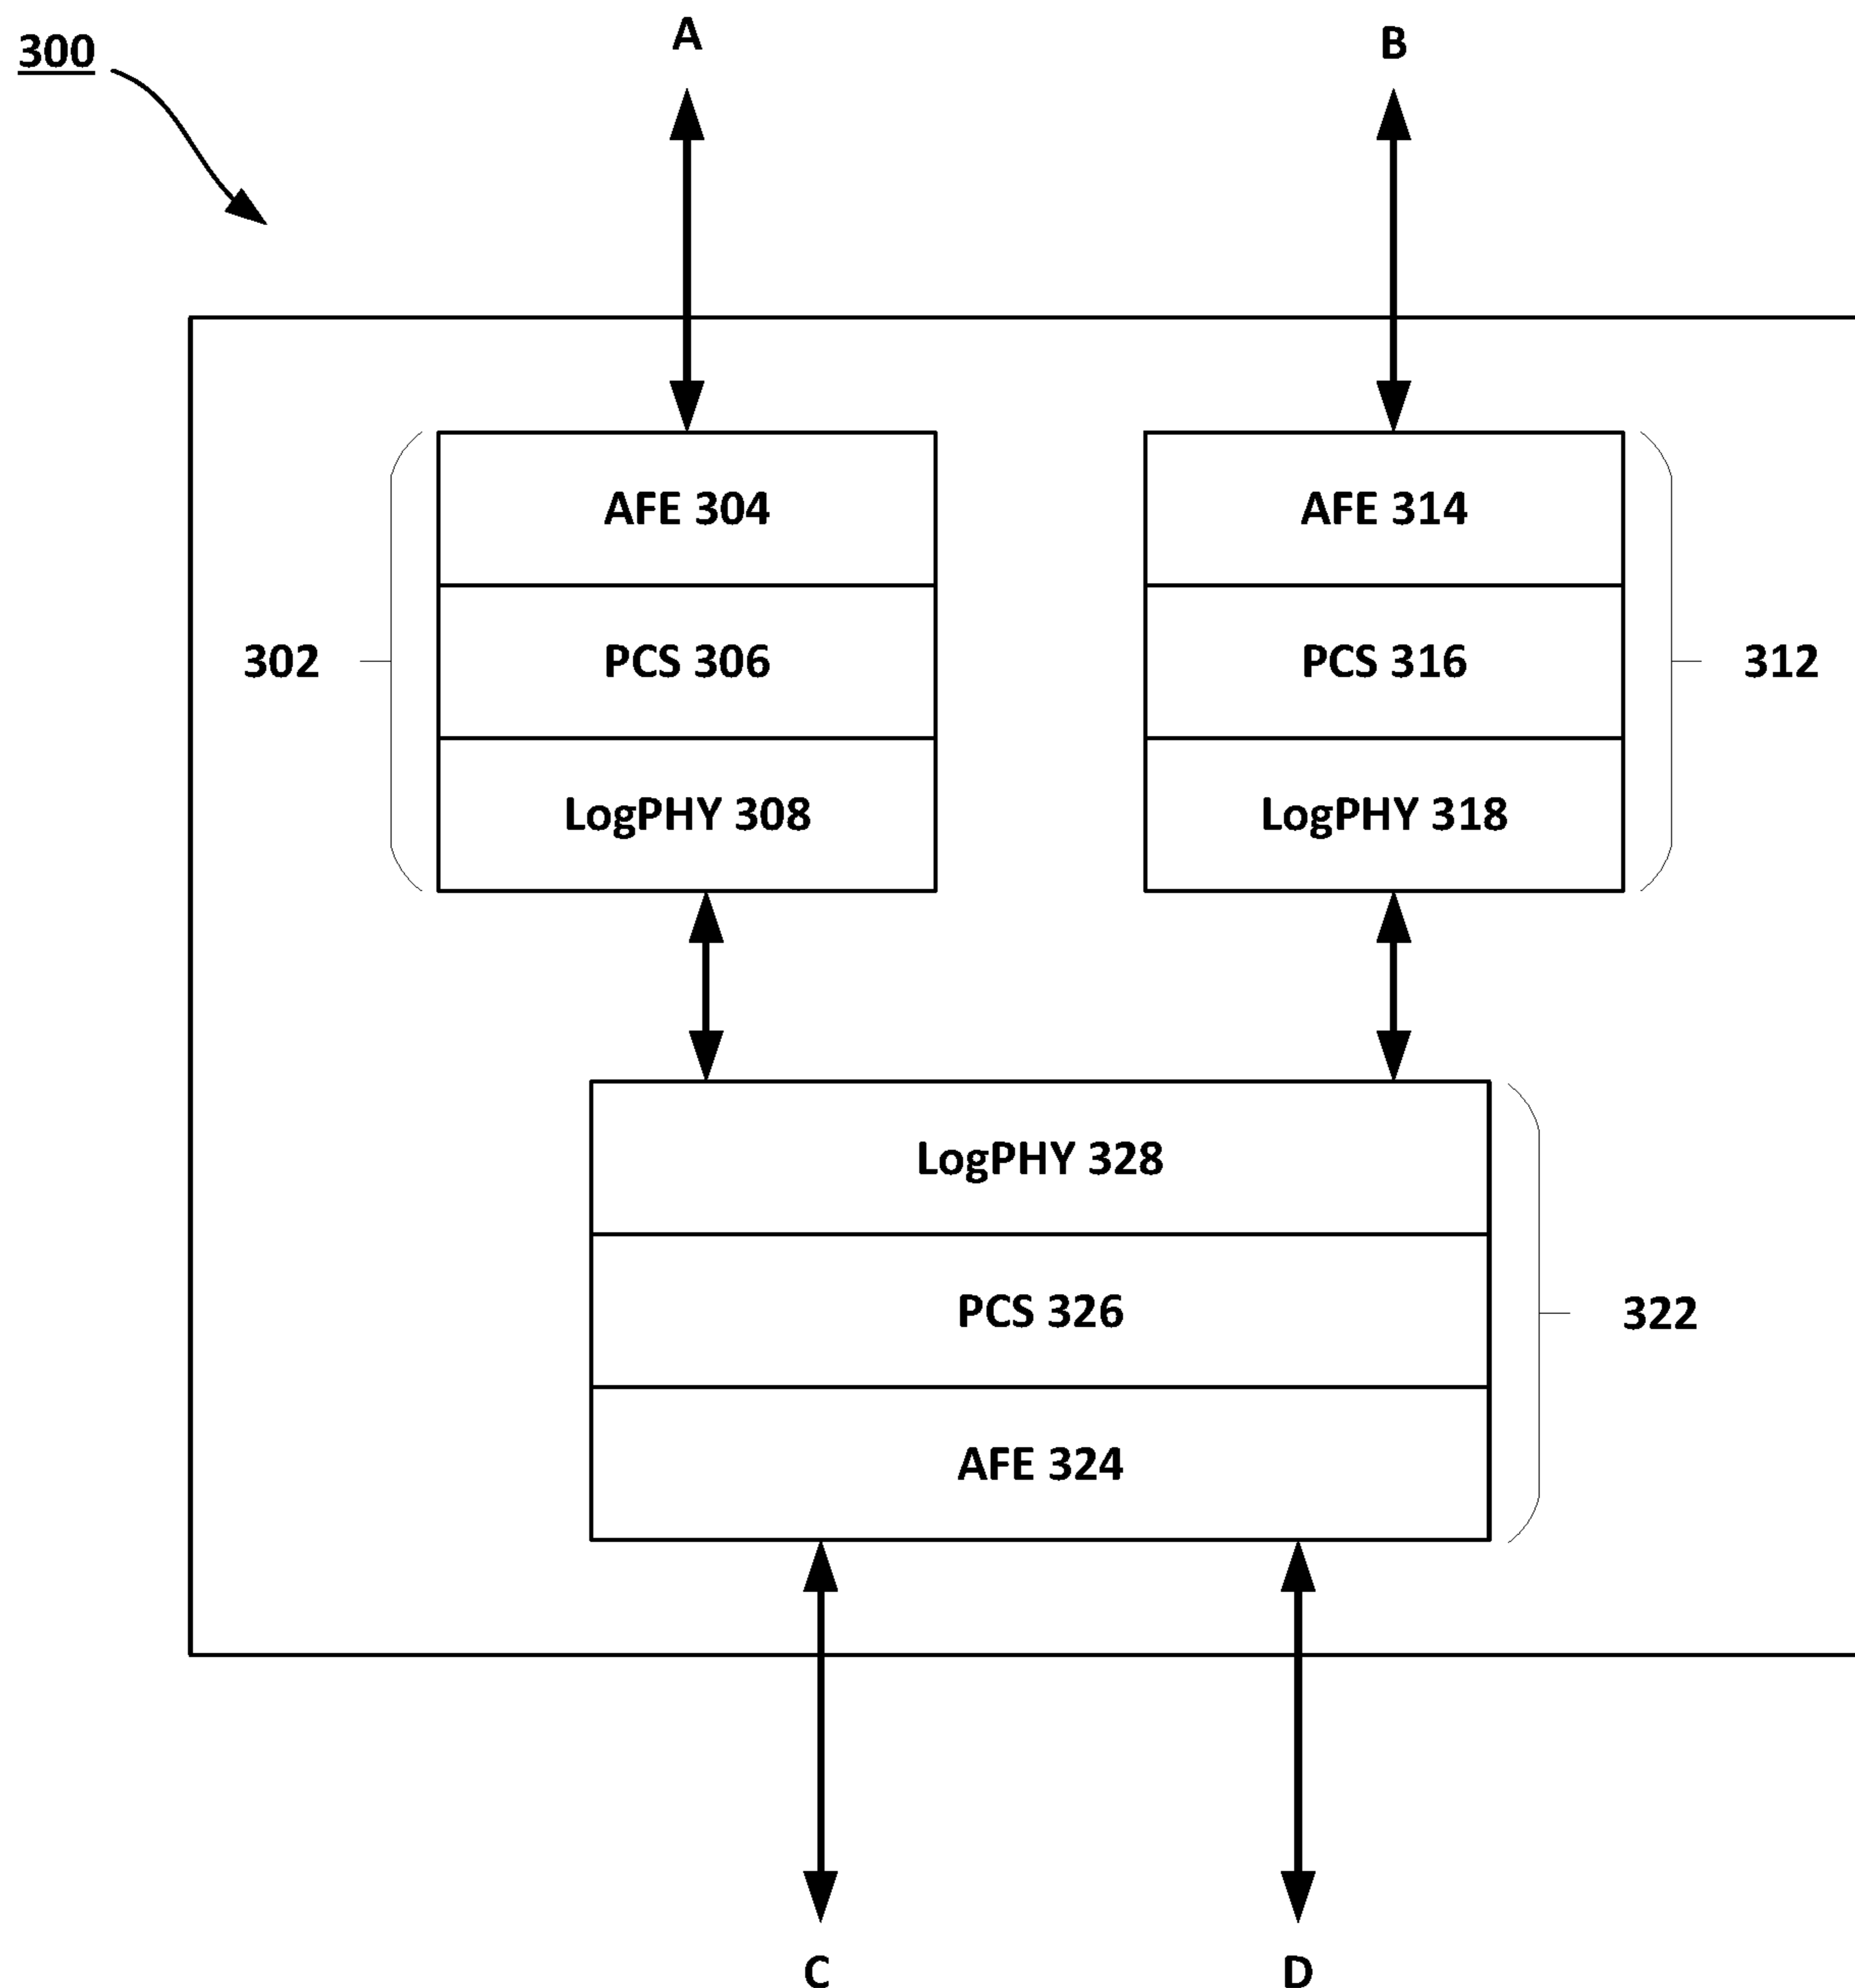 300
A
B
AFE 304
AFE 314
302
PCS 306
PCS 316
312
LogPHY 308
LogPHY 318
LogPHY 328
PCS 326
322
AFE 324
C
D